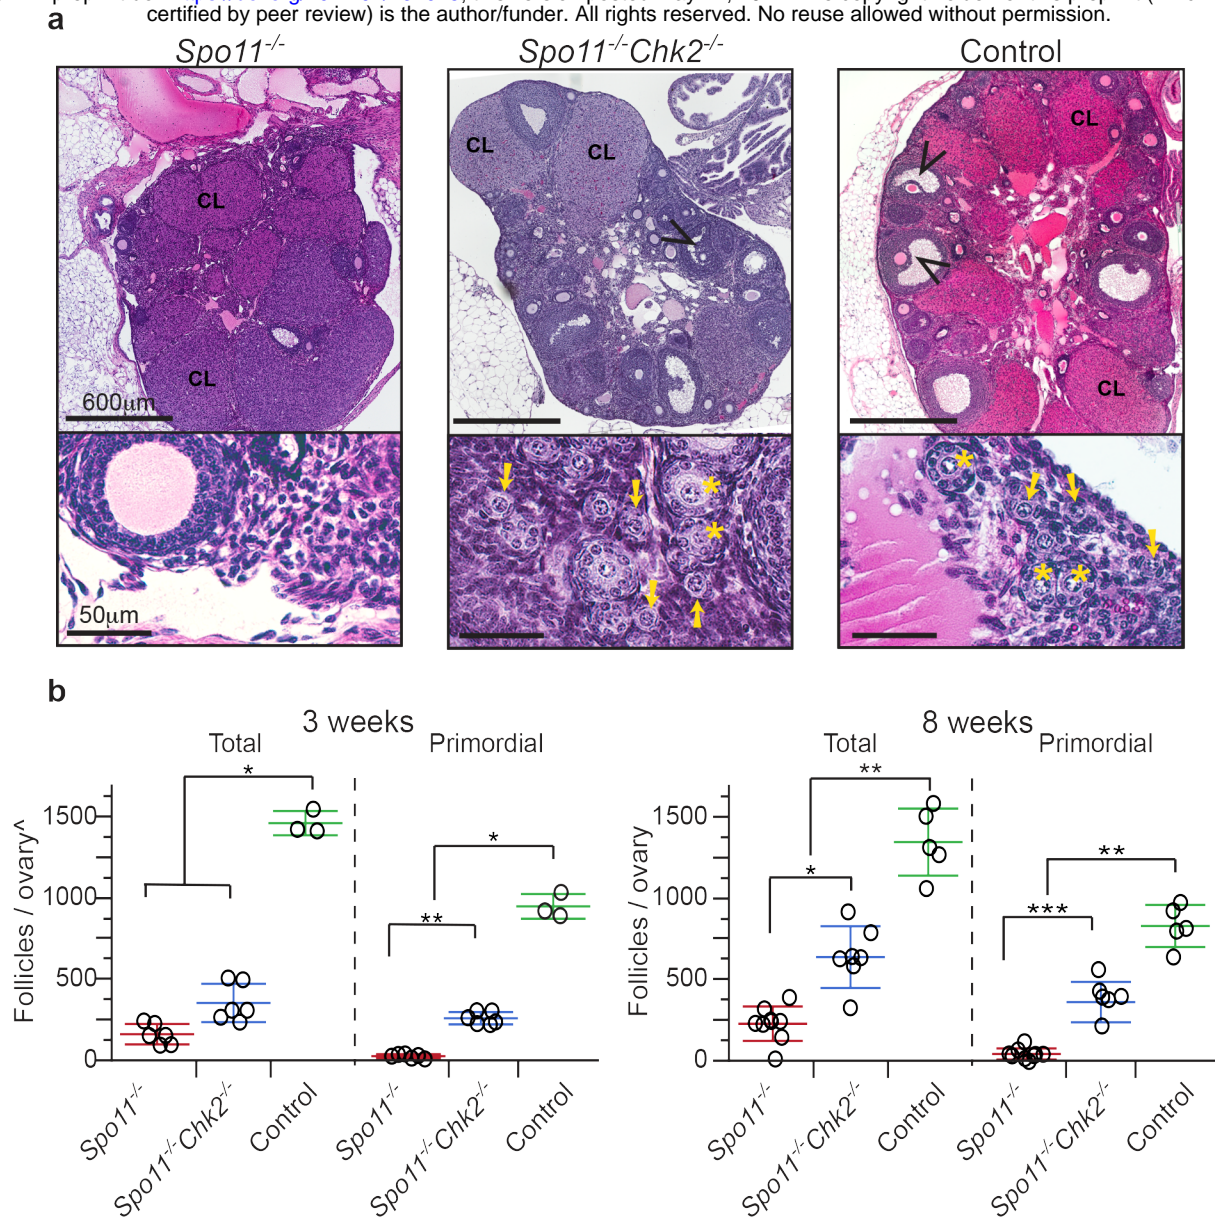 certified by peer review) is the author/funder. All rights reserved. No reuse allowed without permission.
a
Spo11-/-
Spo11-/-Chk2-/-
Control
CL
CL
600μm
CL
CL
CL
CL
50μm
*
*
*
*
*
b
3 weeks
Total
Primordial
*
*
**
Follicles / ovary^
1500
1000
500
0
Spo11-/-
Spo11-/-Chk2-/-
Control
Spo11-/-
Spo11-/-Chk2-/-
Control
8 weeks
Total
Primordial
**
*
**
***
Follicles / ovary
1500
1000
500
0
Spo11-/-
Spo11-/-Chk2-/-
Control
Spo11-/-
Spo11-/-Chk2-/-
Control